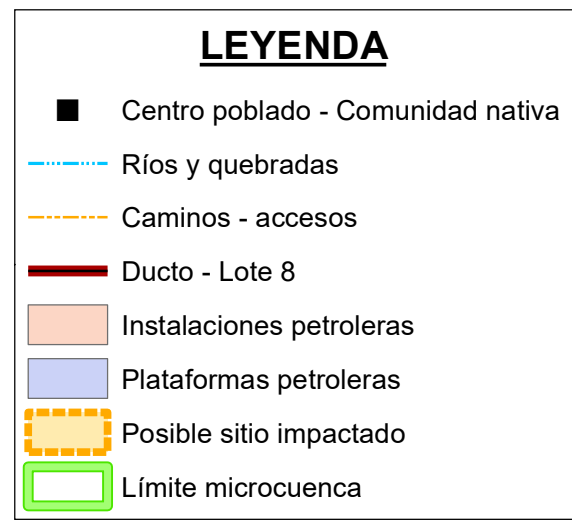 LEYENDA
Centro poblado - Comunidad nativa
Ríos y quebradas
Caminos - accesos
Ducto - Lote 8
Instalaciones petroleras
Plataformas petroleras
Posible sitio impactado
Límite microcuenca